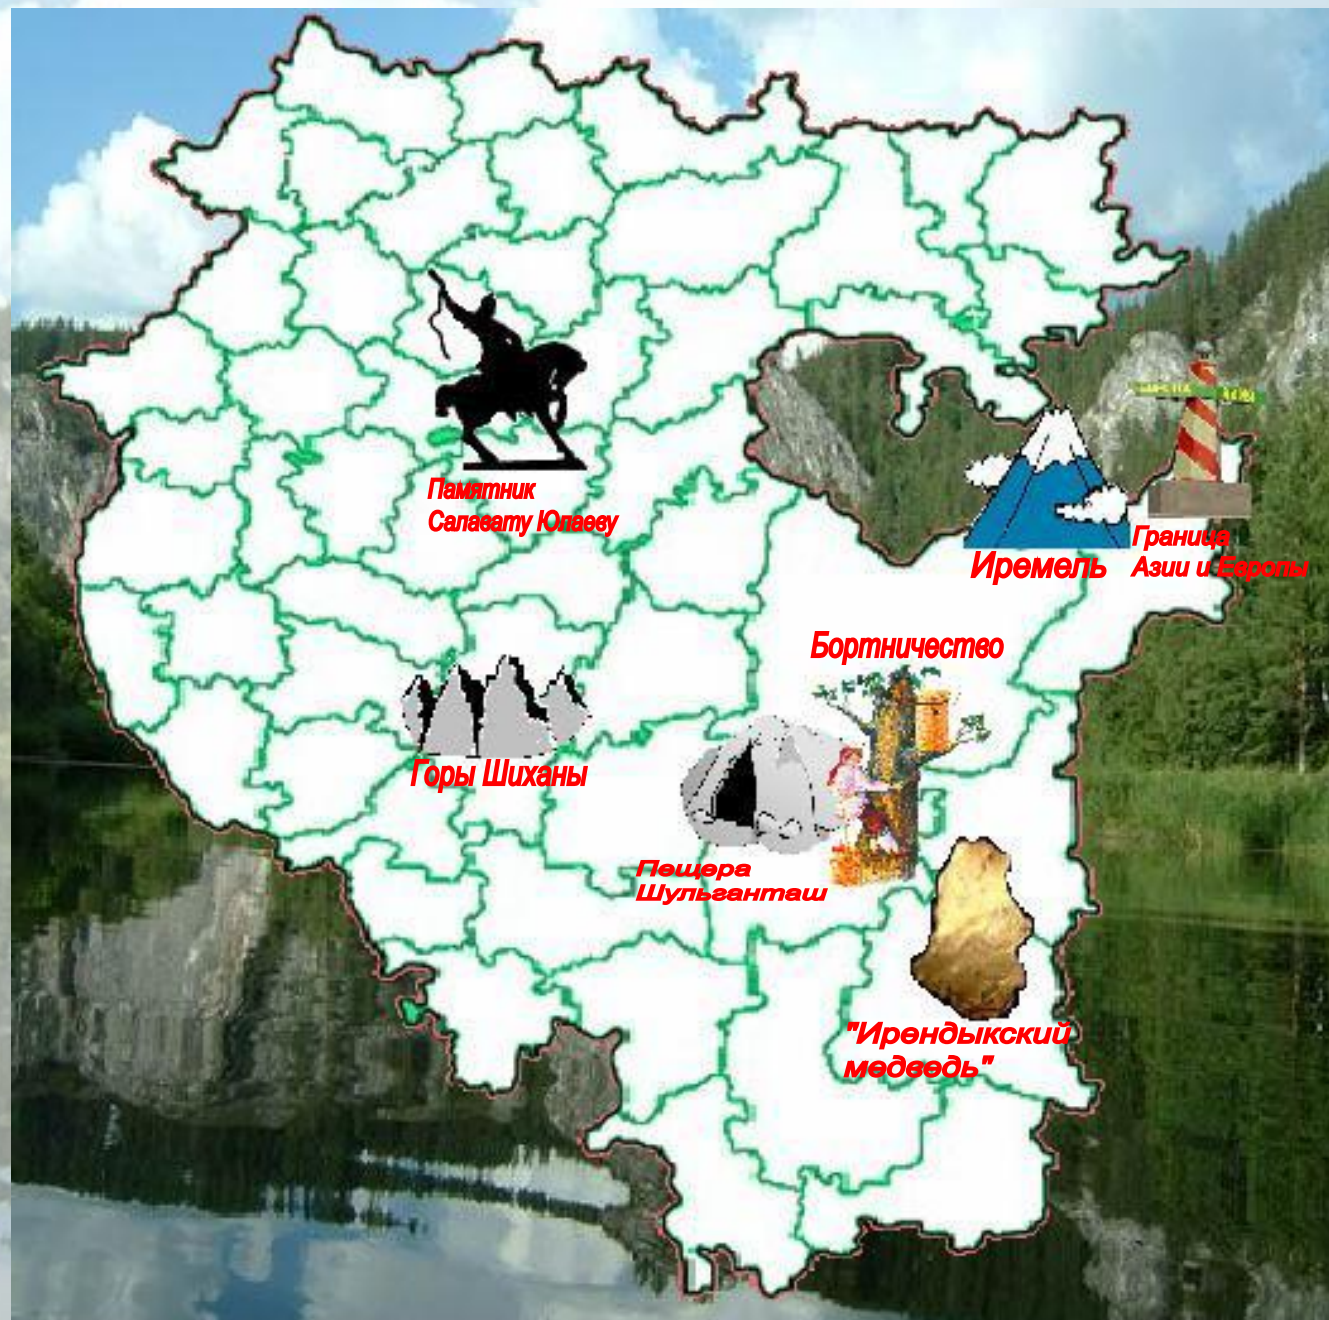 Памятник
Салавату Юлаеву
Иремель
Граница
Азии и Европы
Бортничество
Горы Шиханы
Пещера
Шульганташ
"Ирендыкский
медведь"